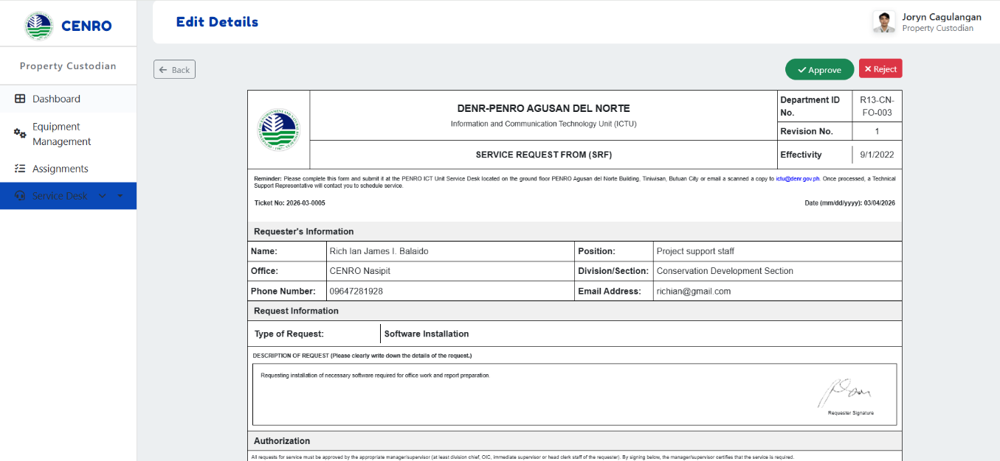 CENRO
Edit Details
Joryn Cagulangan
Property Custodian
Property Custodian
Back
Approve
Reject
Dashboard
Equipment
Management
Assignments
Service Desk
DENR-PENRO AGUSAN DEL NORTE
Information and Communication Technology Unit (ICTU)
Department ID
No.
R13-CN-
FO-003
Revision No.
1
SERVICE REQUEST FROM (SRF)
Effectivity
9/1/2022
Reminder: Please complete this form and submit it at the PENRO ICT Unit Service Desk located on the ground floor PENRO Agusan del Norte Building, Tiniwisan, Butuan City or email a scanned a copy to ictu@denr.gov.ph. Once processed, a Technical
Support Representative will contact you to schedule service.
Ticket No: 2026-03-0005
Date (mm/dd/yyyy): 03/04/2026
Requester's Information
Name: Rich Ian James I. Balaido Position: Project support staff
Office: CENRO Nasipit Division/Section: Conservation Development Section
Phone Number: 09647281928 Email Address: richian@gmail.com
Request Information
Type of Request: Software Installation
DESCRIPTION OF REQUEST (Please clearly write down the details of the request.)
Requesting installation of necessary software required for office work and report preparation.
Requester Signature
Authorization
All requests for service must be approved by the appropriate manager/supervisor (at least division chief, OIC, immediate supervisor or head clerk staff of the requester). By signing below, the manager/supervisor certifies that the service is required.